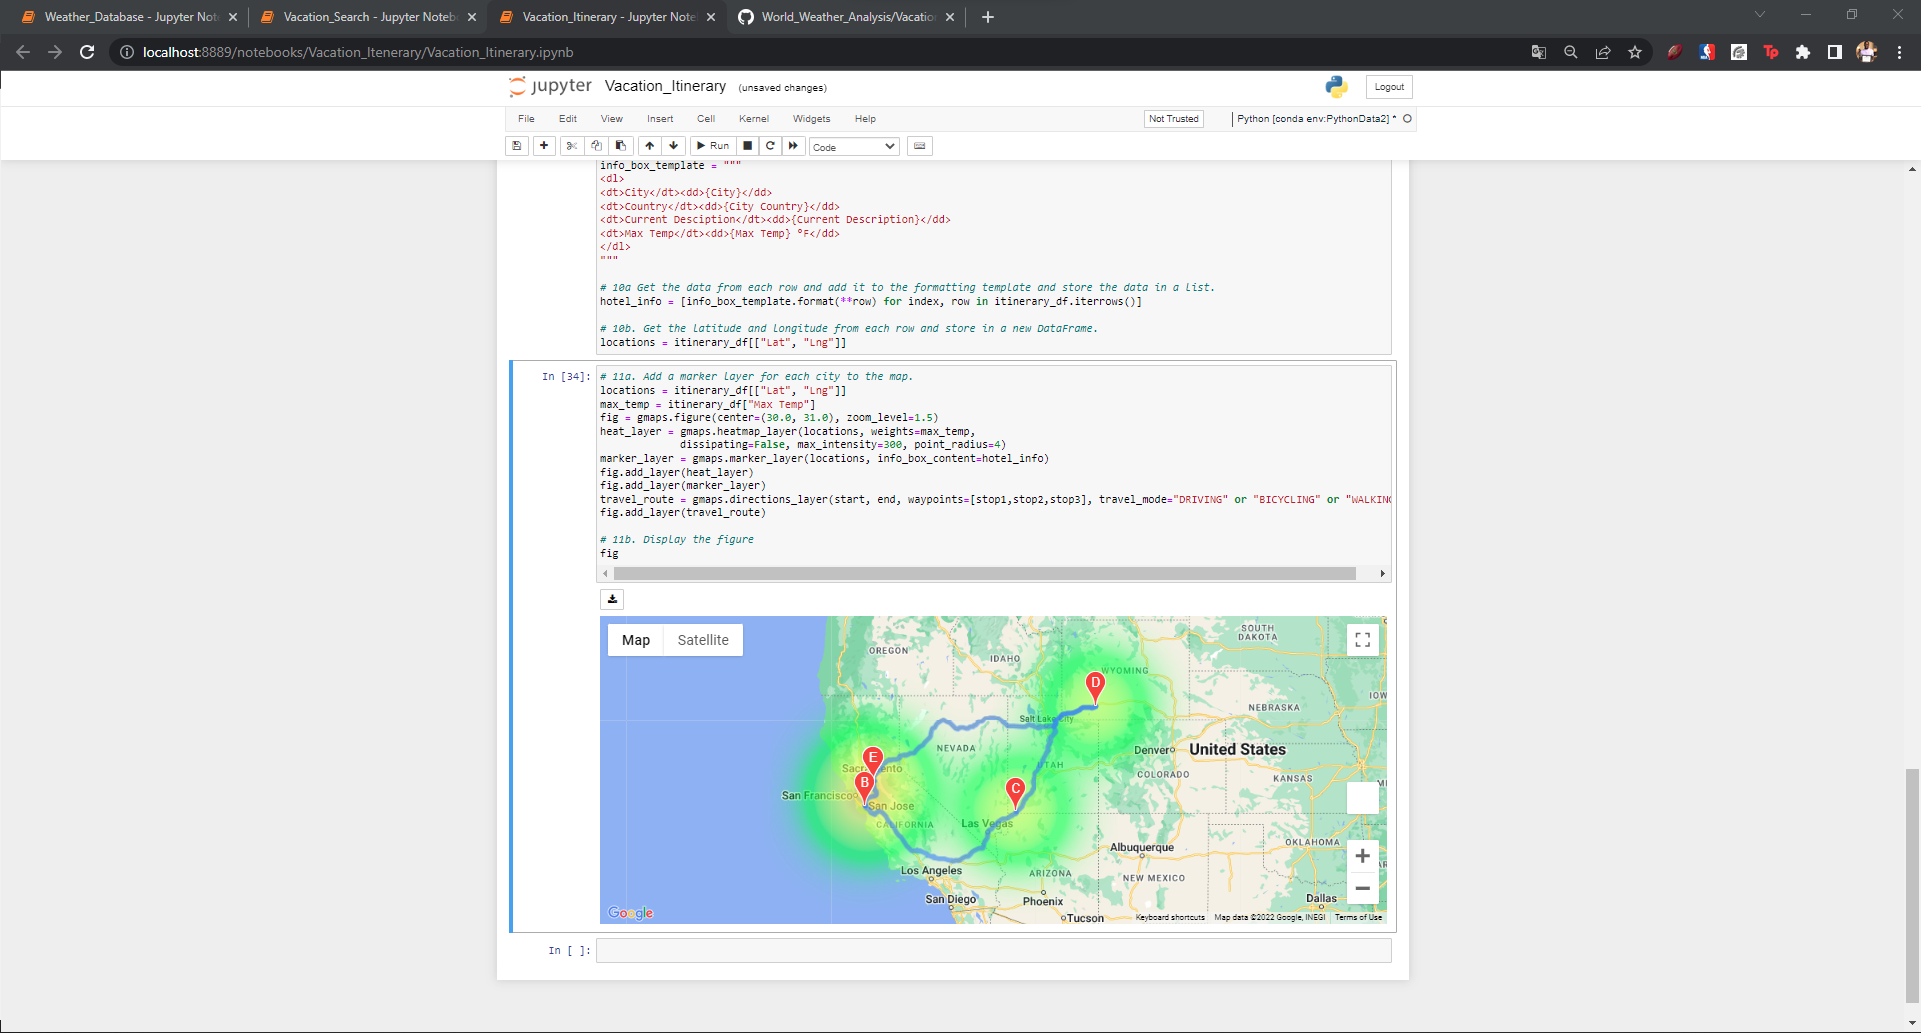 Weather_Database - Jupyter Not
Vacation_Search - Jupyter Noteb
Vacation_Itinerary - Jupyter Note
World_Weather_Analysis/Vacatio
localhost:8889/notebooks/Vacation_Itenerary/Vacation_Itinerary.ipynb
Tp
jupyter Vacation_Itinerary (unsaved changes)
Logout
File Edit View Insert Cell Kernel Widgets Help
Not Trusted
Python [conda env:PythonData2] *
Run
Code
info_box_template = """
<dl>
<dt>City</dt><dd>{City}</dd>
<dt>Country</dt><dd>{City Country}</dd>
<dt>Current Desciption</dt><dd>{Current Description}</dd>
<dt>Max Temp</dt><dd>{Max Temp} °F</dd>
</dl>
"""
# 10a Get the data from each row and add it to the formatting template and store the data in a list.
hotel_info = [info_box_template.format(**row) for index, row in itinerary_df.iterrows()]
# 10b. Get the latitude and longitude from each row and store in a new DataFrame.
locations = itinerary_df[["Lat", "Lng"]]
In [34]:
# 11a. Add a marker layer for each city to the map.
locations = itinerary_df[["Lat", "Lng"]]
max_temp = itinerary_df["Max Temp"]
fig = gmaps.figure(center=(30.0, 31.0), zoom_level=1.5)
heat_layer = gmaps.heatmap_layer(locations, weights=max_temp,
dissipating=False, max_intensity=300, point_radius=4)
marker_layer = gmaps.marker_layer(locations, info_box_content=hotel_info)
fig.add_layer(heat_layer)
fig.add_layer(marker_layer)
travel_route = gmaps.directions_layer(start, end, waypoints=[stop1,stop2,stop3], travel_mode="DRIVING" or "BICYCLING" or "WALKING
fig.add_layer(travel_route)
# 11b. Display the figure
fig
Map Satellite
SOUTH
DAKOTA
OREGON
IDAHO
WYOMING
D
IOW
NEBRASKA
Salt Lake City
NEVADA
Denver
United States
E
Sacramento
UTAH
COLORADO
KANSAS
MI
B
C
San Francisco
San Jose
CALIFORNIA
Las Vegas
OKLAHOMA
Albuquerque
AR
Los Angeles
ARIZONA
NEW MEXICO
San Diego
Phoenix
Dallas
Tucson
Google
Keyboard shortcuts
Map data ©2022 Google, INEGI
Terms of Use
In [ ]: